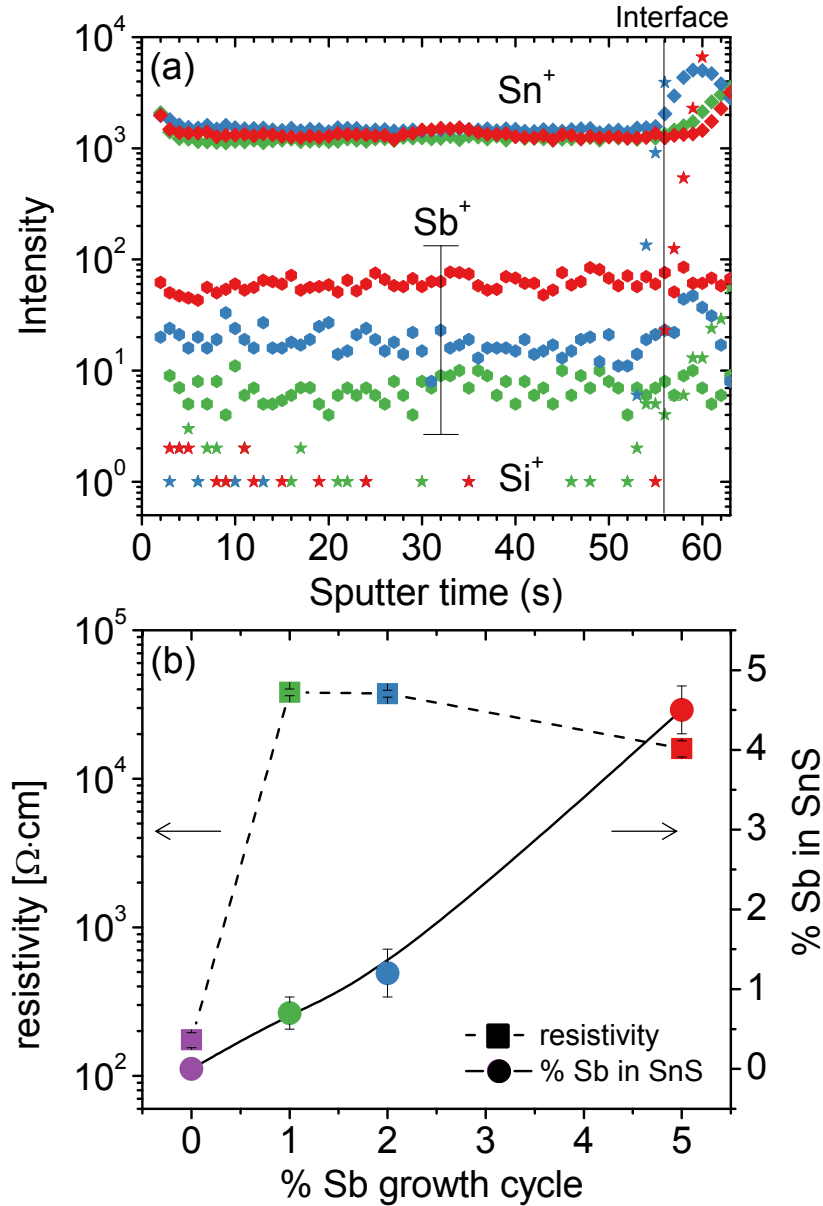 Interface
(a)
Sn⁺
Sb⁺
Si⁺
10⁴
10³
10²
10¹
10⁰
Intensity
0 10 20 30 40 50 60
Sputter time (s)
(b)
10⁵
10⁴
10³
10²
resistivity [Ω·cm]
5
4
3
2
1
0
% Sb in SnS
resistivity
% Sb in SnS
0 1 2 3 4 5
% Sb growth cycle